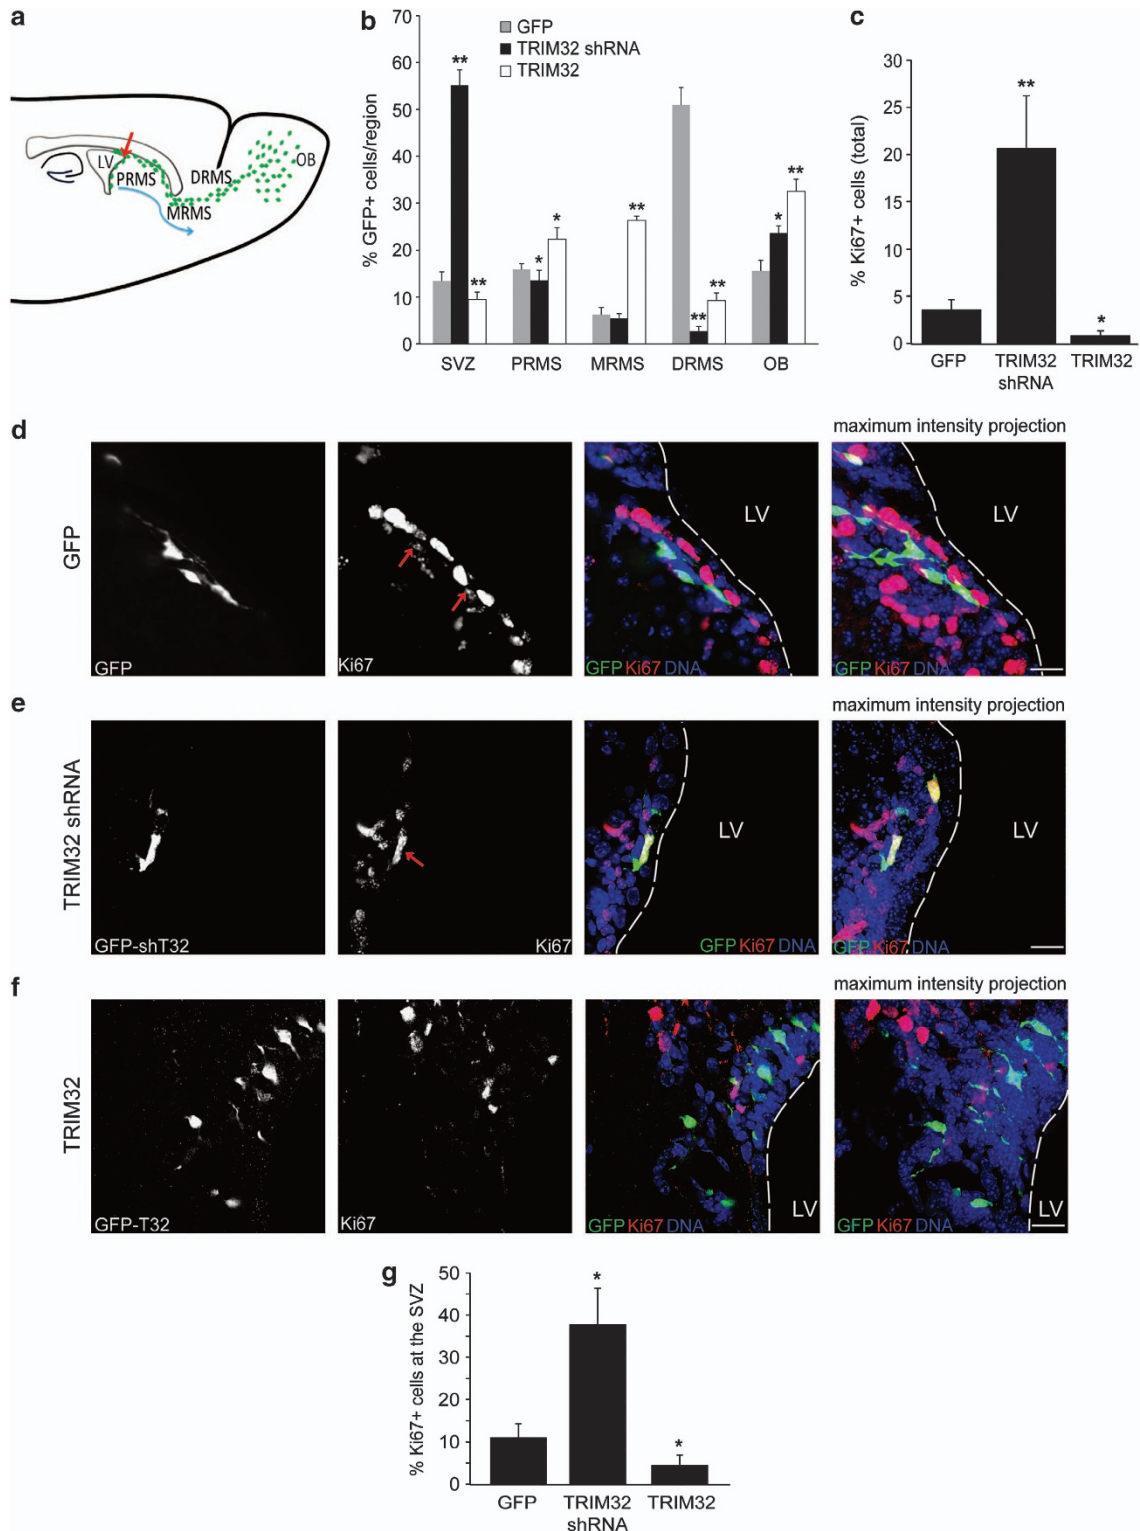 a
LV
PRMS
DRMS
MRMS
OB
b
% GFP+ cells/region
70
60
50
40
30
20
10
0
GFP
TRIM32 shRNA
TRIM32
**
**
*
*
**
**
**
*
**
SVZ PRMS MRMS DRMS OB
c
% Ki67+ cells (total)
30
25
20
15
10
5
0
**
*
GFP TRIM32 shRNA TRIM32
d
GFP
maximum intensity projection
GFP
Ki67
LV
GFP Ki67 DNA
LV
GFP Ki67 DNA
e
TRIM32 shRNA
maximum intensity projection
GFP-shT32
Ki67
LV
GFP Ki67 DNA
LV
GFP Ki67 DNA
f
TRIM32
maximum intensity projection
GFP-T32
Ki67
LV
GFP Ki67 DNA
LV
GFP Ki67 DNA
g
% Ki67+ cells at the SVZ
50
40
30
20
10
0
*
*
GFP TRIM32 shRNA TRIM32